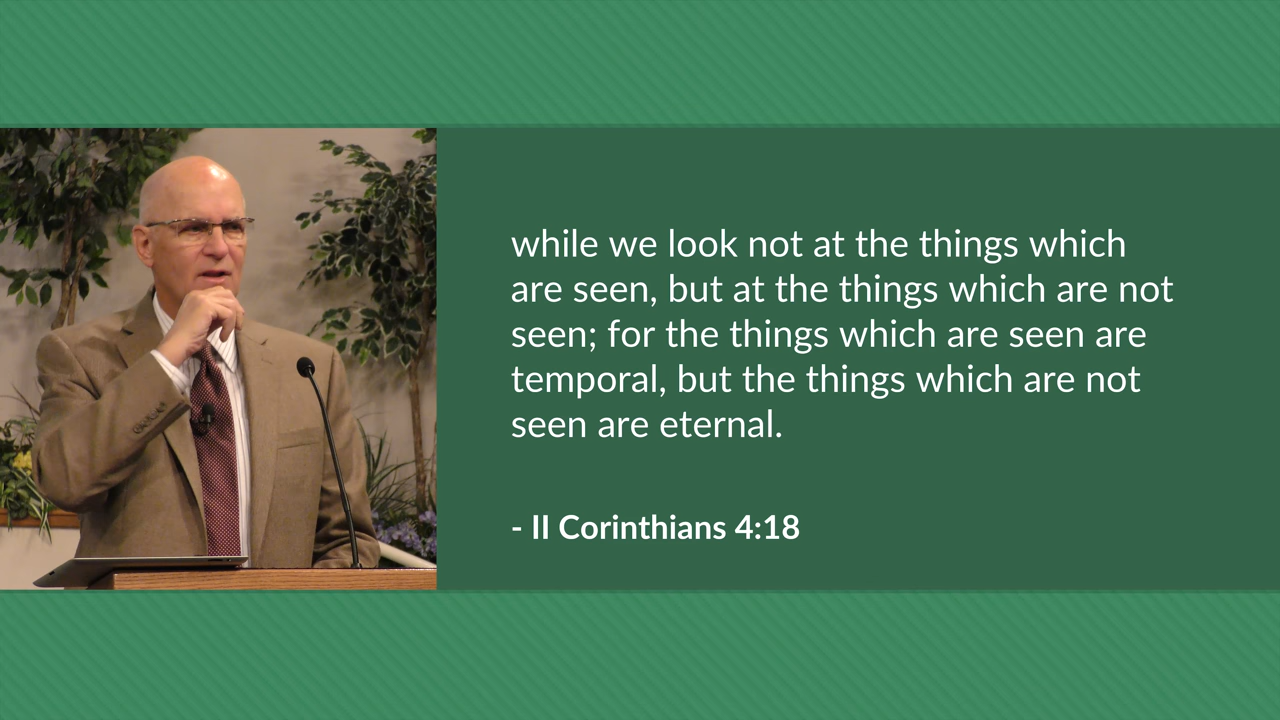 while we look not at the things which
are seen, but at the things which are not
seen; for the things which are seen are
temporal, but the things which are not
seen are eternal.
- II Corinthians 4:18